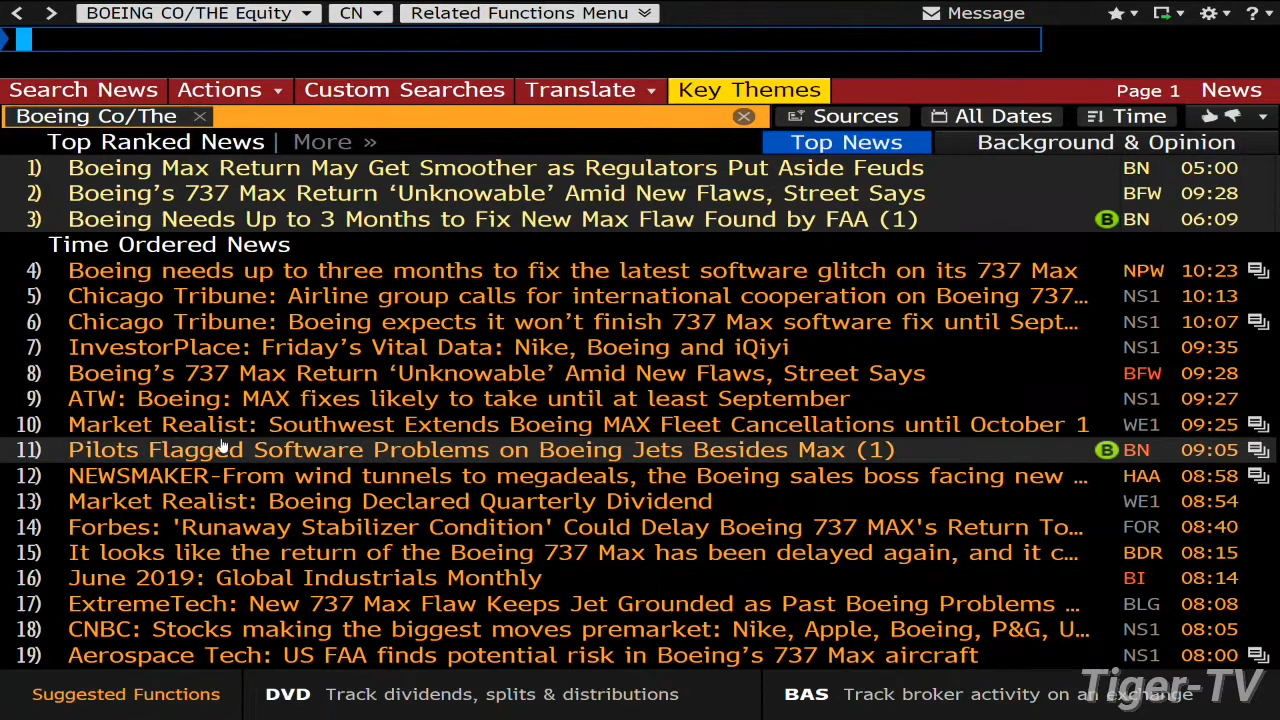 BOEING CO/THE Equity CN Related Functions Menu Message
Search News Actions Custom Searches Translate Key Themes Page 1 News
Boeing Co/The Sources All Dates Time
Top Ranked News | More » Top News Background & Opinion
1) Boeing Max Return May Get Smoother as Regulators Put Aside Feuds BN 05:00
2) Boeing's 737 Max Return ‘Unknowable’ Amid New Flaws, Street Says BFW 09:28
3) Boeing Needs Up to 3 Months to Fix New Max Flaw Found by FAA (1) B BN 06:09
Time Ordered News
4) Boeing needs up to three months to fix the latest software glitch on its 737 Max NPW 10:23
5) Chicago Tribune: Airline group calls for international cooperation on Boeing 737… NS1 10:13
6) Chicago Tribune: Boeing expects it won't finish 737 Max software fix until Sept… NS1 10:07
7) InvestorPlace: Friday's Vital Data: Nike, Boeing and iQiyi NS1 09:35
8) Boeing's 737 Max Return ‘Unknowable’ Amid New Flaws, Street Says BFW 09:28
9) ATW: Boeing: MAX fixes likely to take until at least September NS1 09:27
10) Market Realist: Southwest Extends Boeing MAX Fleet Cancellations until October 1 WE1 09:25
11) Pilots Flagged Software Problems on Boeing Jets Besides Max (1) B BN 09:05
12) NEWSMAKER-From wind tunnels to megadeals, the Boeing sales boss facing new … HAA 08:58
13) Market Realist: Boeing Declared Quarterly Dividend WE1 08:54
14) Forbes: 'Runaway Stabilizer Condition' Could Delay Boeing 737 MAX's Return To… FOR 08:40
15) It looks like the return of the Boeing 737 Max has been delayed again, and it c… BDR 08:15
16) June 2019: Global Industrials Monthly BI 08:14
17) ExtremeTech: New 737 Max Flaw Keeps Jet Grounded as Past Boeing Problems … BLG 08:08
18) CNBC: Stocks making the biggest moves premarket: Nike, Apple, Boeing, P&G, U… NS1 08:05
19) Aerospace Tech: US FAA finds potential risk in Boeing's 737 Max aircraft NS1 08:00
Suggested Functions DVD Track dividends, splits & distributions BAS Track broker activity on an exchange
Tiger-TV